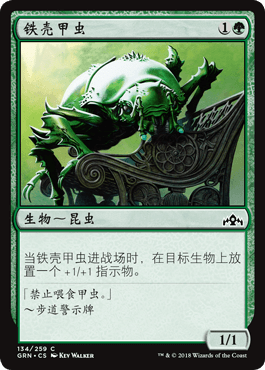 铁壳甲虫 1
生物～昆虫
当铁壳甲虫进战场时，在目标生物上放
置一个 +1/+1 指示物。
「禁止喂食甲虫。」
～步道警示牌
1/1
134/259 C
GRN • CS KEV WALKER
™ & © 2018 Wizards of the Coast